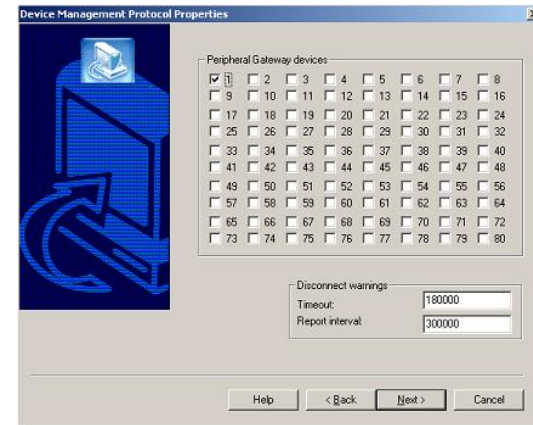 Device Management Protocol Properties
Peripheral Gateway devices
1 2 3 4 5 6 7 8
9 10 11 12 13 14 15 16
17 18 19 20 21 22 23 24
25 26 27 28 29 30 31 32
33 34 35 36 37 38 39 40
41 42 43 44 45 46 47 48
49 50 51 52 53 54 55 56
57 58 59 60 61 62 63 64
65 66 67 68 69 70 71 72
73 74 75 76 77 78 79 80
Disconnect warnings
Timeout: 180000
Report interval: 300000
Help < Back Next > Cancel